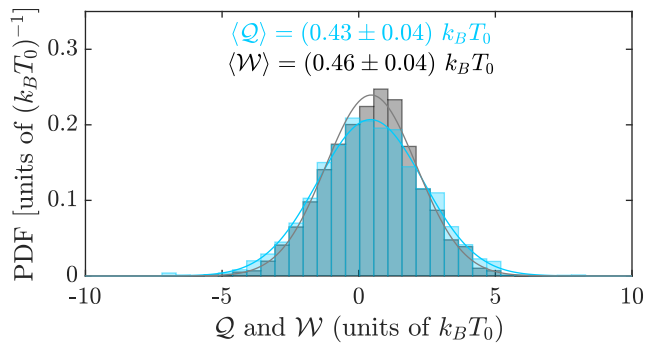 ⟨𝒬⟩ = (0.43 ± 0.04) k_BT_0
⟨𝒲⟩ = (0.46 ± 0.04) k_BT_0
PDF [units of (k_BT_0)^{-1}]
0.3
0.2
0.1
0
-10 -5 0 5 10
𝒬 and 𝒲 (units of k_BT_0)